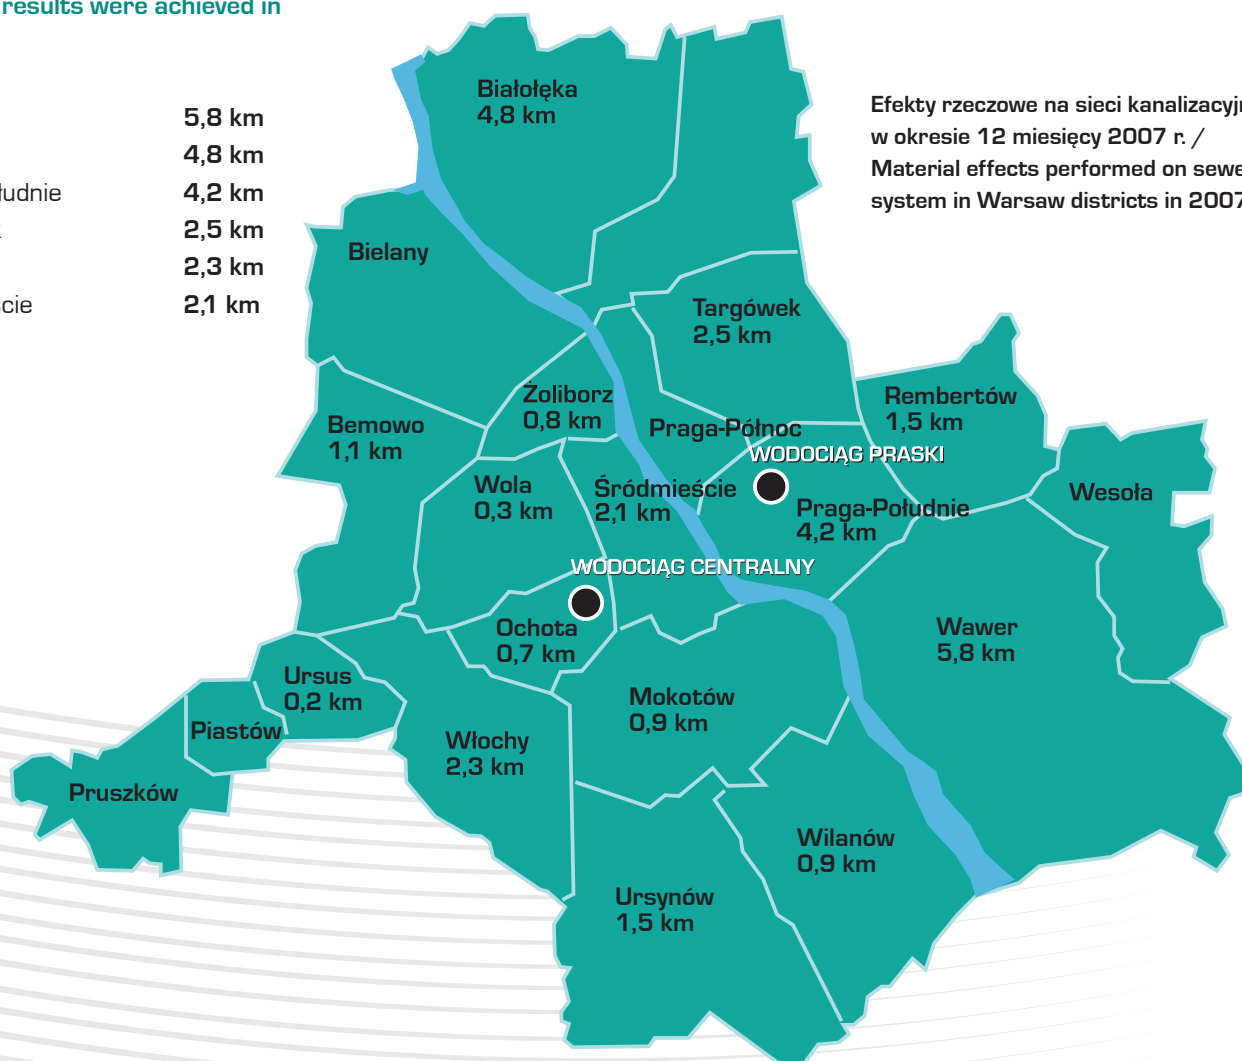 results were achieved in
5,8 km
4,8 km
łudnie 4,2 km
2,5 km
2,3 km
cie 2,1 km
Efekty rzeczowe na sieci kanalizacyjn
w okresie 12 miesięcy 2007 r. /
Material effects performed on sewe
system in Warsaw districts in 2007
Białołęka
4,8 km
Bielany
Targówek
2,5 km
Żoliborz
0,8 km
Rembertów
1,5 km
Bemowo
1,1 km
Praga-Północ
WODOCIĄG PRASKI
Wola
0,3 km
Śródmieście
2,1 km
Wesoła
Praga-Południe
4,2 km
WODOCIĄG CENTRALNY
Ochota
0,7 km
Wawer
5,8 km
Ursus
0,2 km
Mokotów
0,9 km
Piastów
Włochy
2,3 km
Pruszków
Wilanów
0,9 km
Ursynów
1,5 km